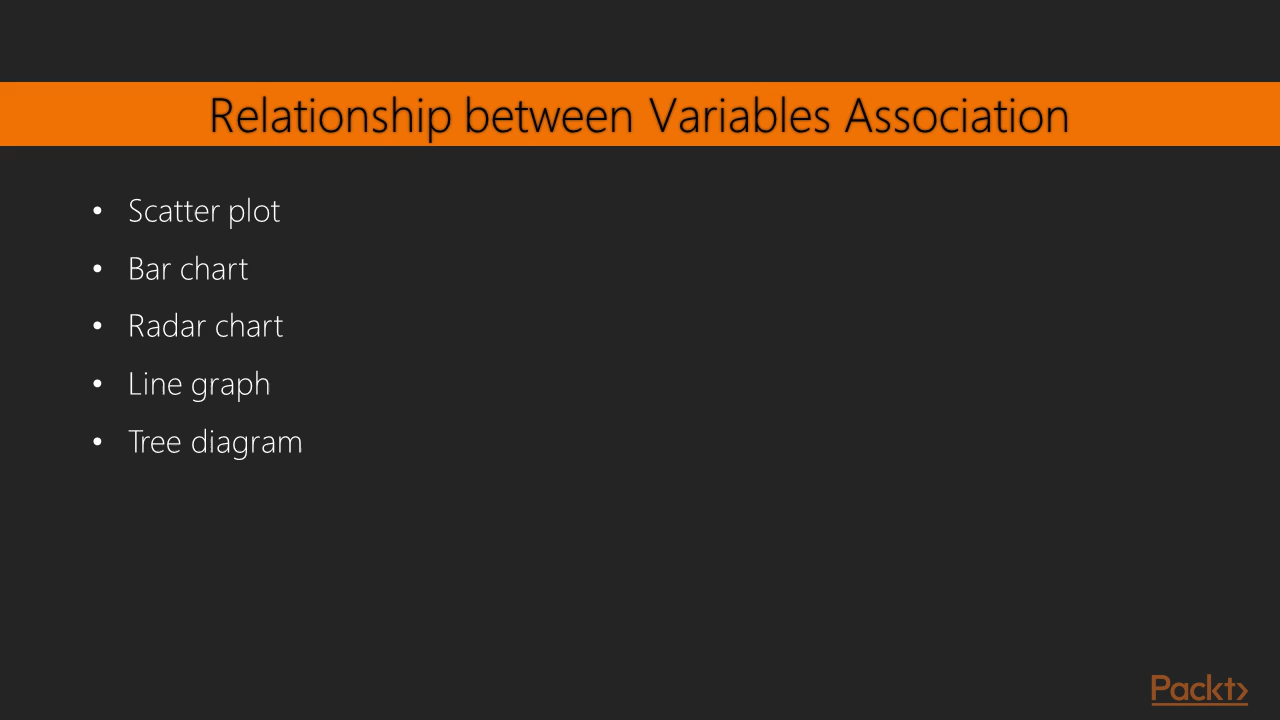 Relationship between Variables Association
• Scatter plot
• Bar chart
• Radar chart
• Line graph
• Tree diagram
Packt>